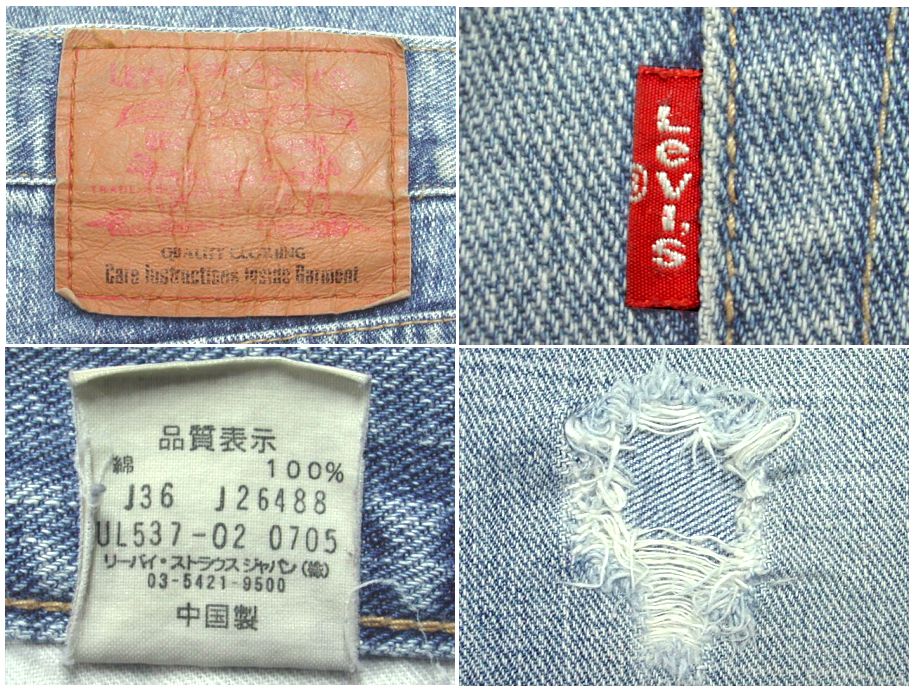 QUALITY CLOTHING
Care Instructions Inside Garment
Levi's
®
品質表示
綿 100%
J36 J26488
UL537-02 0705
リーバイ・ストラウス ジャパン(株)
03-5421-9500
中国製